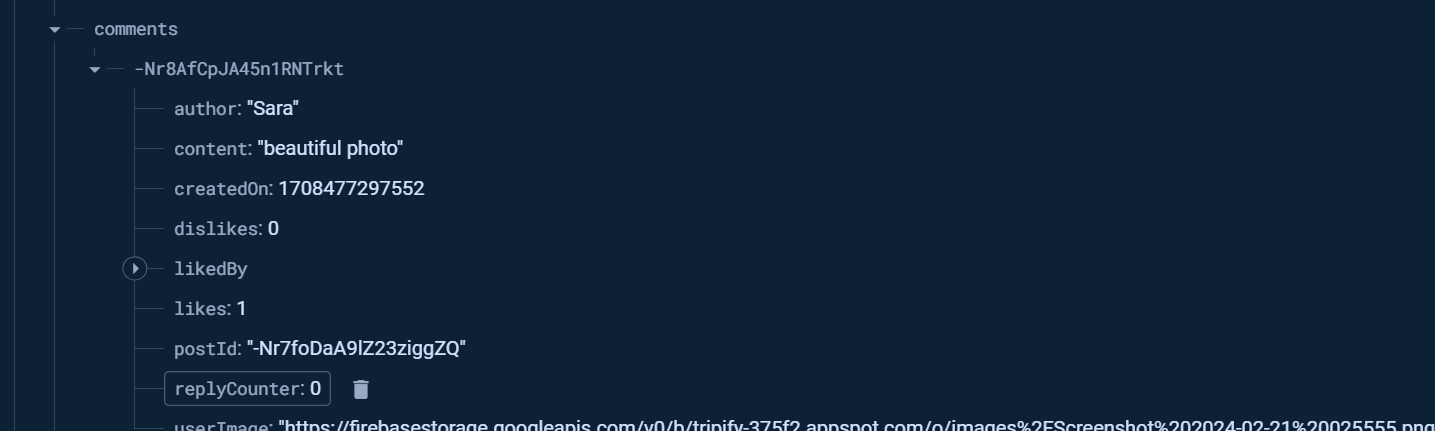 comments
-Nr8AfCpJA45n1RNTrkt
author: "Sara"
content: "beautiful photo"
createdOn: 1708477297552
dislikes: 0
likedBy
likes: 1
postId: "-Nr7foDaA9lZ23ziggZQ"
replyCounter: 0
userImage: "https://firebasestorage.googleapis.com/v0/b/tripify-375f2.appspot.com/o/images%2FScreenshot%202024-02-21%20025555.png